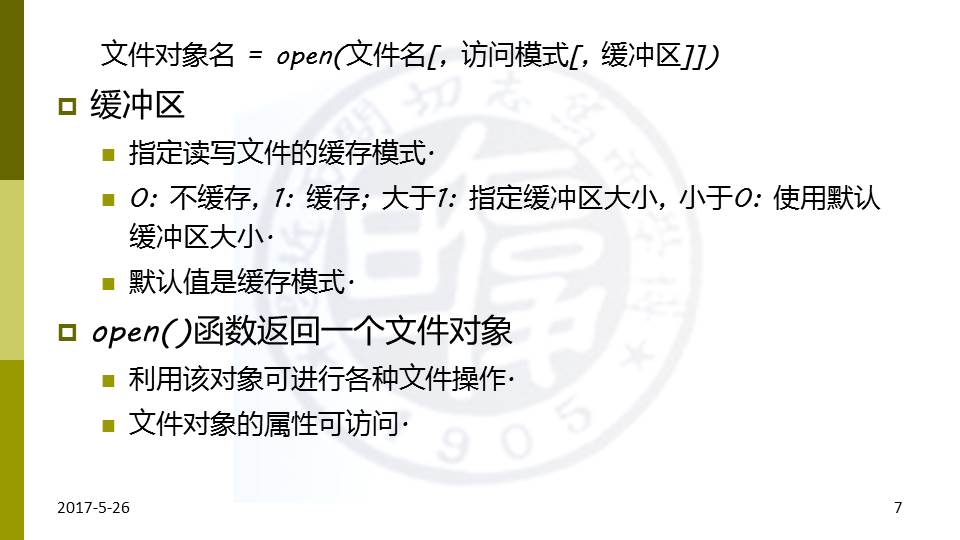 文件对象名 = open(文件名[, 访问模式[, 缓冲区]])
缓冲区
指定读写文件的缓存模式.
0: 不缓存, 1: 缓存; 大于1: 指定缓冲区大小, 小于0: 使用默认
缓冲区大小.
默认值是缓存模式.
open()函数返回一个文件对象
利用该对象可进行各种文件操作.
文件对象的属性可访问.
2017-5-26
7